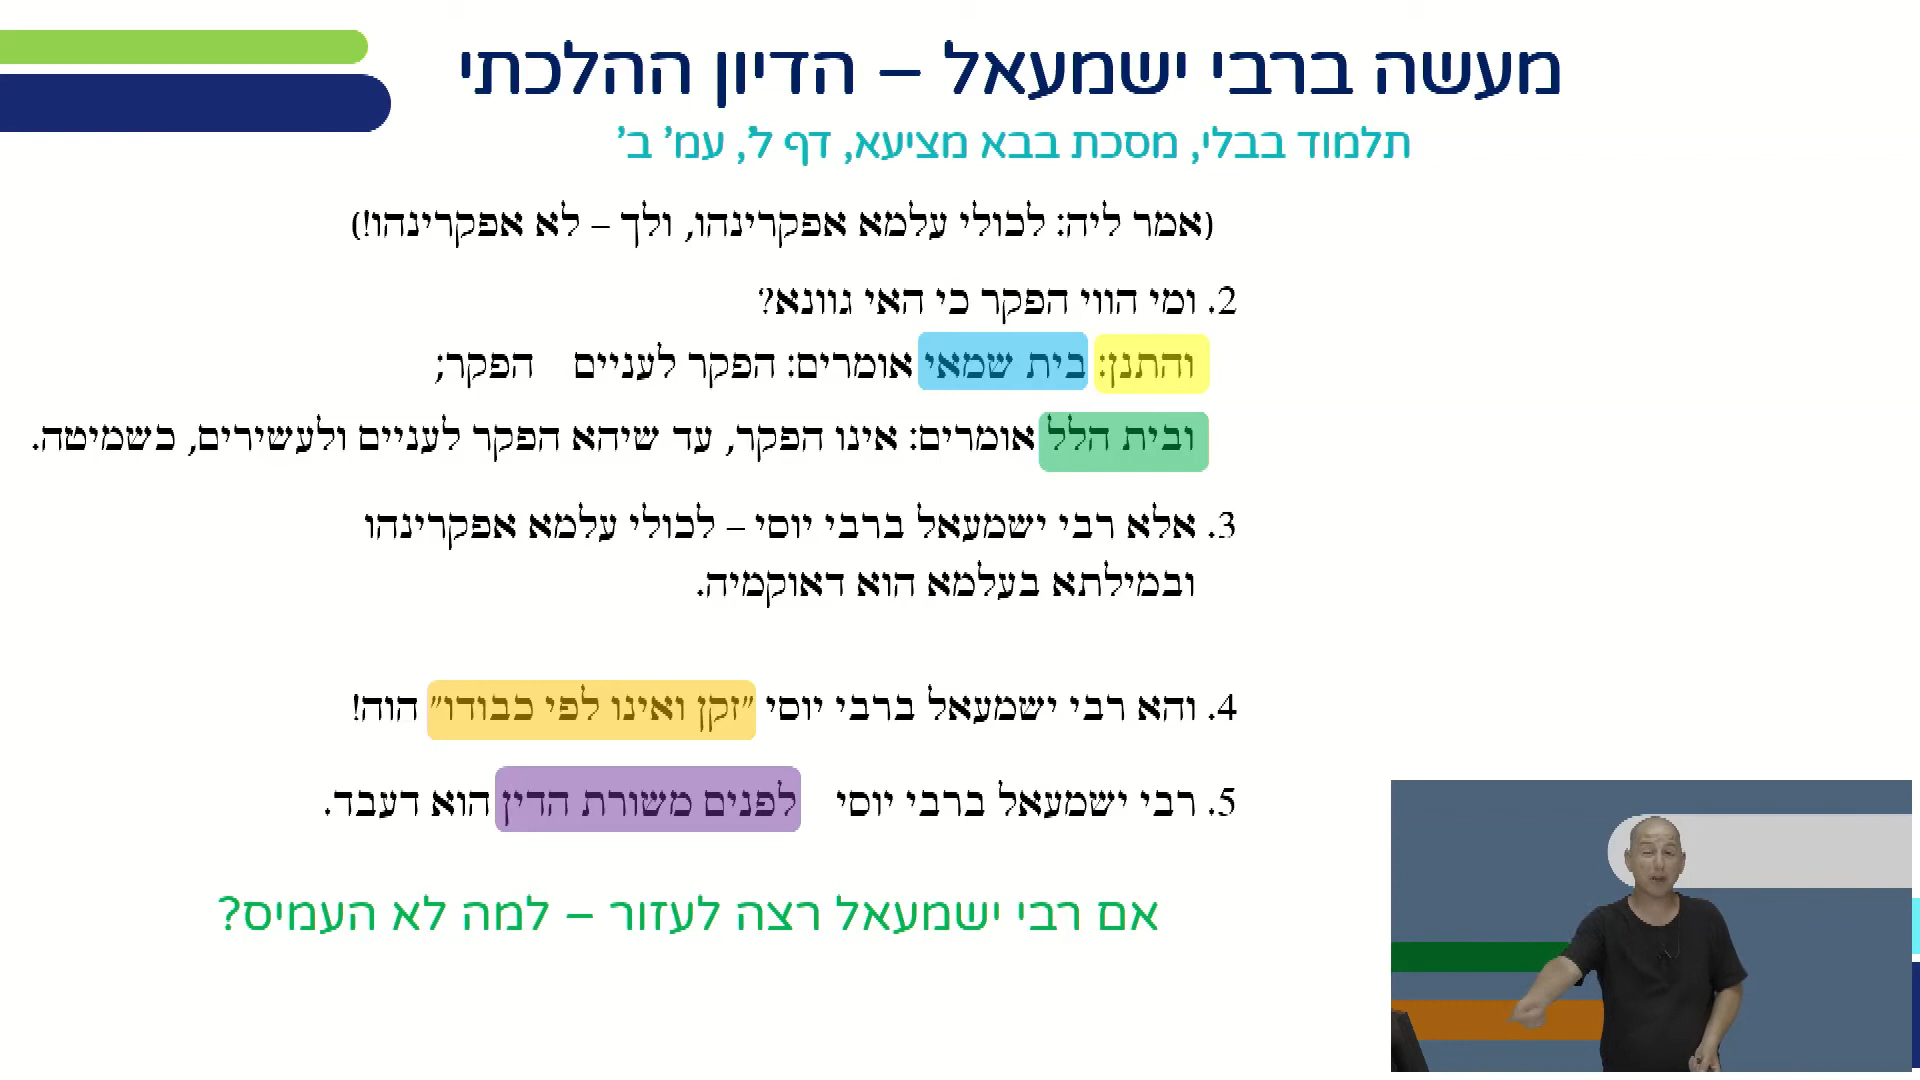 מעשה ברבי ישמעאל – הדיון ההלכתי
תלמוד בבלי, מסכת בבא מציעא, דף ל', עמ' ב'
(אמר ליה: לכולי עלמא אפקרינהו, ולך – לא אפקרינהו!)
2. ומי הווי הפקר כי האי גוונא?
והתנן: בית שמאי אומרים: הפקר לעניים הפקר;
ובית הלל אומרים: אינו הפקר, עד שיהא הפקר לעניים ולעשירים, כשמיטה.
3. אלא רבי ישמעאל ברבי יוסי – לכולי עלמא אפקרינהו
ובמילתא בעלמא הוא דאוקמיה.
4. והא רבי ישמעאל ברבי יוסי "זקן ואינו לפי כבודו" הוה!
5. רבי ישמעאל ברבי יוסי לפנים משורת הדין הוא דעבד.
אם רבי ישמעאל רצה לעזור – למה לא העמיס?